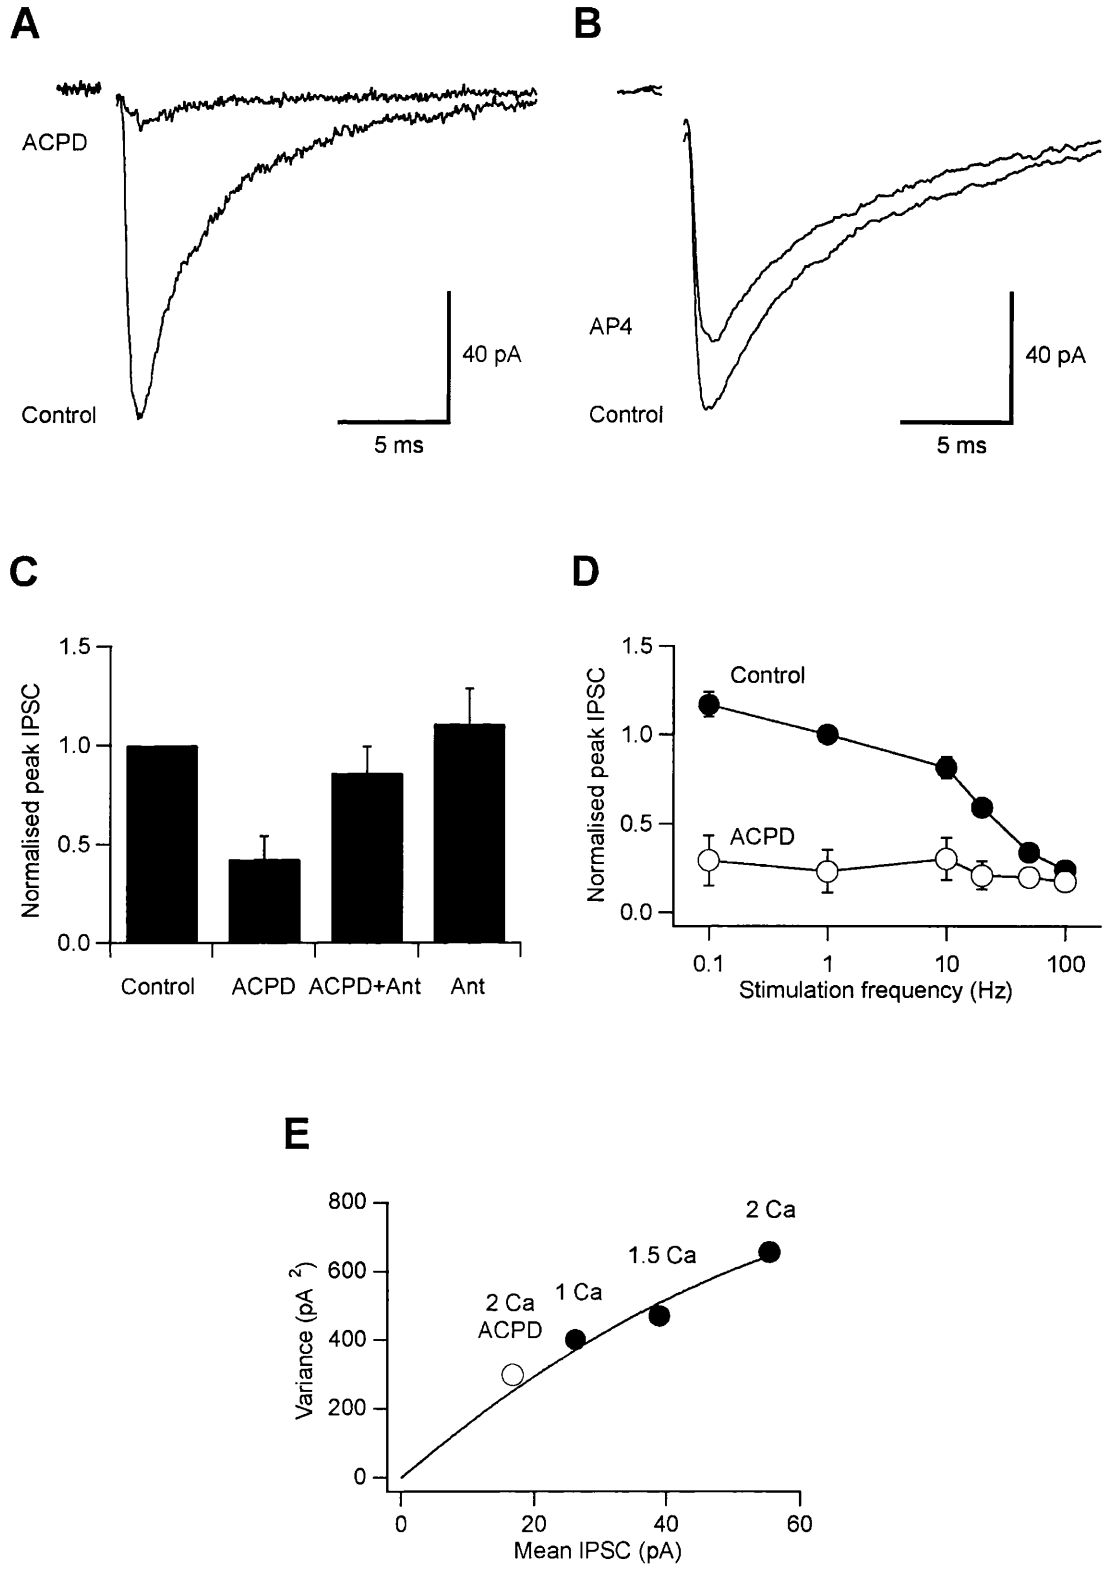 A
B
ACPD
Control
40 pA
5 ms
AP4
Control
40 pA
5 ms
C
D
Normalised peak IPSC
1.5
1.0
0.5
0.0
Control
ACPD
ACPD+Ant
Ant
Normalised peak IPSC
1.5
1.0
0.5
0.0
Control
ACPD
0.1
1
10
100
Stimulation frequency (Hz)
E
Variance (pA 2)
800
600
400
200
0
2 Ca
ACPD
1 Ca
1.5 Ca
2 Ca
0
20
40
60
Mean IPSC (pA)